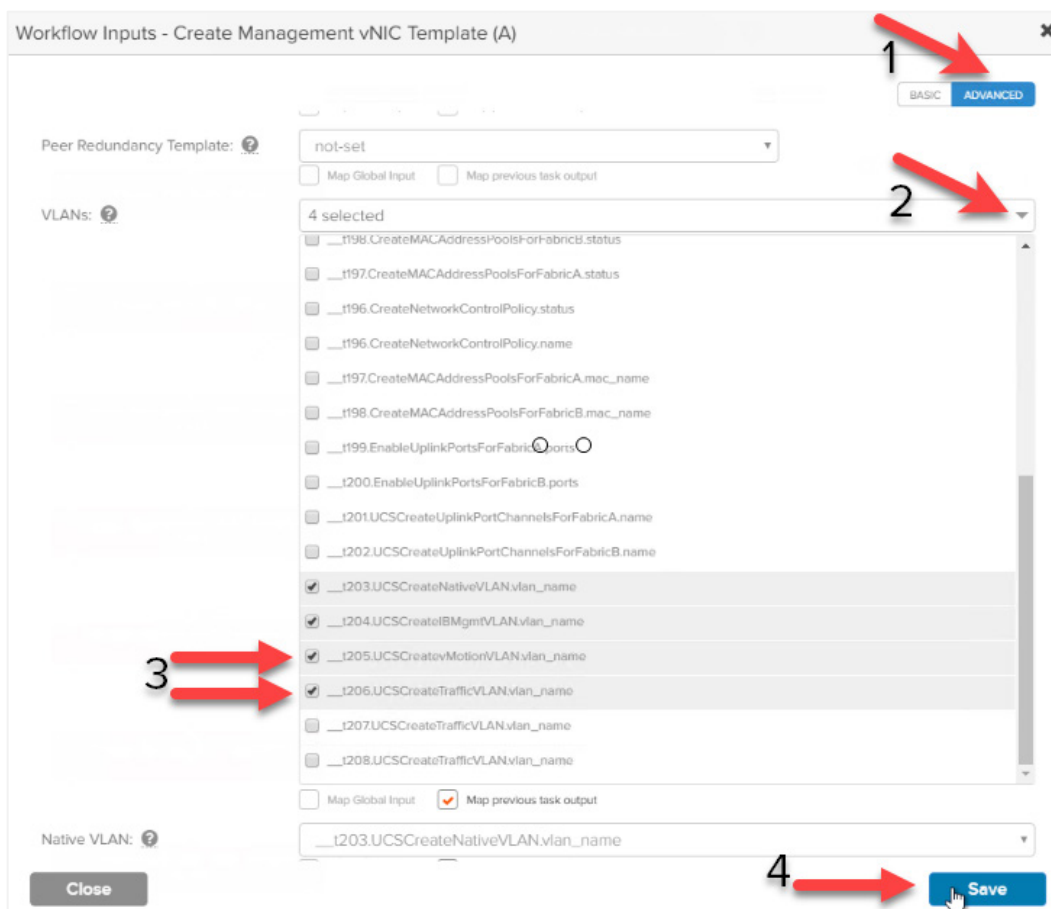 Workflow Inputs - Create Management vNIC Template (A)
1
BASIC ADVANCED
Peer Redundancy Template:
not-set
Map Global Input Map previous task output
VLANs:
4 selected
2
__t198.CreateMACAddressPoolsForFabricB.status
__t197.CreateMACAddressPoolsForFabricA.status
__t196.CreateNetworkControlPolicy.status
__t196.CreateNetworkControlPolicy.name
__t197.CreateMACAddressPoolsForFabricA.mac_name
__t198.CreateMACAddressPoolsForFabricB.mac_name
__t199.EnableUplinkPortsForFabricA.ports
__t200.EnableUplinkPortsForFabricB.ports
__t201.UCSCreateUplinkPortChannelsForFabricA.name
__t202.UCSCreateUplinkPortChannelsForFabricB.name
__t203.UCSCreateNativeVLAN.vlan_name
__t204.UCSCreateIBMgmtVLAN.vlan_name
__t205.UCSCreatevMotionVLAN.vlan_name
3
__t206.UCSCreateTrafficVLAN.vlan_name
__t207.UCSCreateTrafficVLAN.vlan_name
__t208.UCSCreateTrafficVLAN.vlan_name
Map Global Input Map previous task output
Native VLAN:
__t203.UCSCreateNativeVLAN.vlan_name
4
Close
Save